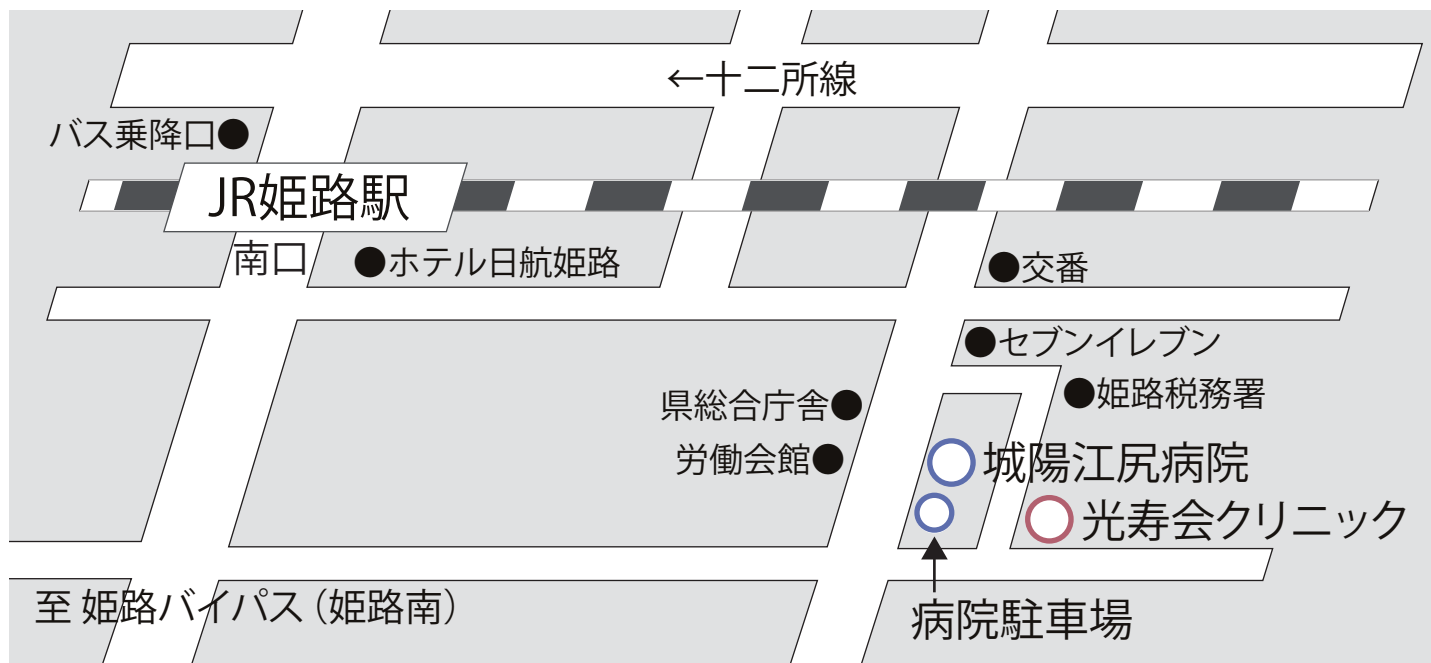 ←十二所線
バス乗降口
JR姫路駅
南口
ホテル日航姫路
交番
セブンイレブン
県総合庁舎
姫路税務署
労働会館
城陽江尻病院
光寿会クリニック
至 姫路バイパス（姫路南）
病院駐車場